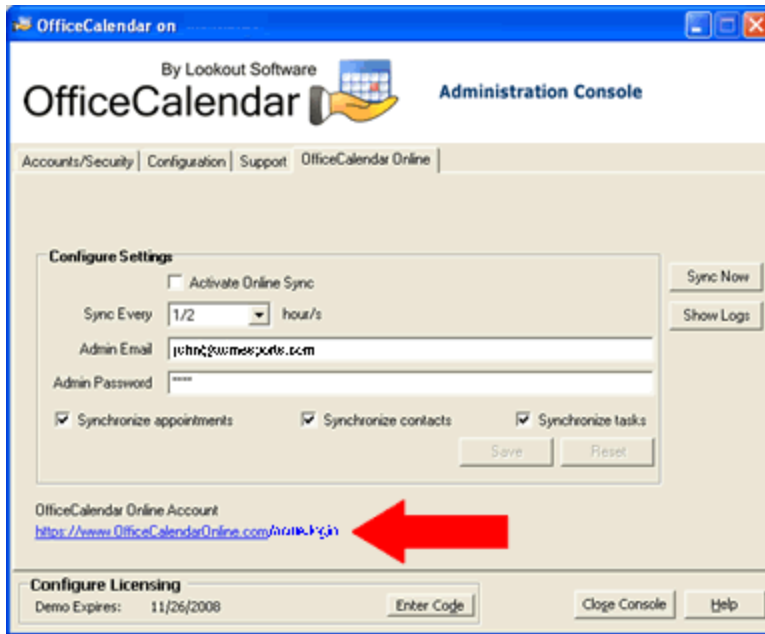 OfficeCalendar on
By Lookout Software
OfficeCalendar
Administration Console
Accounts/Security
Configuration
Support
OfficeCalendar Online
Configure Settings
Activate Online Sync
Sync Now
Sync Every
1/2
hour/s
Show Logs
Admin Email
Admin Password
****
Synchronize appointments
Synchronize contacts
Synchronize tasks
Save
Reset
OfficeCalendar Online Account
https://www.OfficeCalendarOnline.com/
Configure Licensing
Demo Expires: 11/26/2008
Enter Code
Close Console
Help